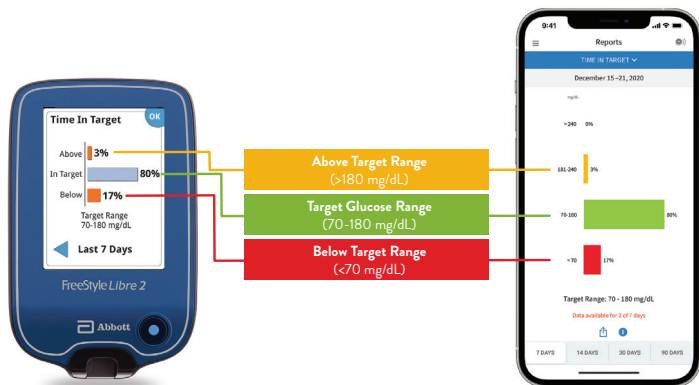 Time In Target
OK
Above 3%
In Target 80%
Below 17%
Target Range
70-180 mg/dL
Last 7 Days
FreeStyle Libre 2
Abbott
Above Target Range
(>180 mg/dL)
Target Glucose Range
(70-180 mg/dL)
Below Target Range
(<70 mg/dL)
9:41
Reports
TIME IN TARGET
December 15–21, 2020
mg/dL
>240 0%
181-240 3%
70-180 80%
<70 17%
Target Range: 70 - 180 mg/dL
Data available for 2 of 7 days
7 DAYS 14 DAYS 30 DAYS 90 DAYS